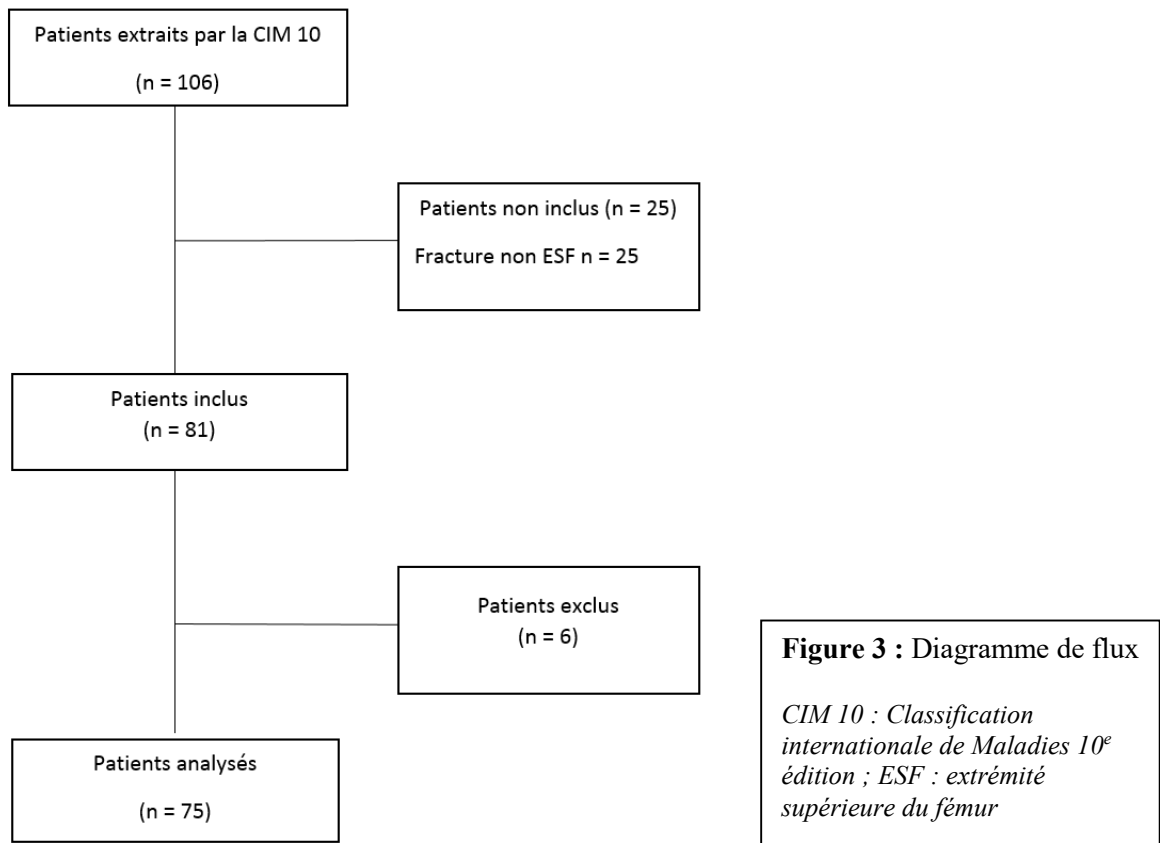 Patients extraits par la CIM 10
(n = 106)
Patients non inclus (n = 25)
Fracture non ESF n = 25
Patients inclus
(n = 81)
Patients exclus
(n = 6)
Patients analysés
(n = 75)
Figure 3 : Diagramme de flux
CIM 10 : Classification
internationale de Maladies 10e
édition ; ESF : extrémité
supérieure du fémur